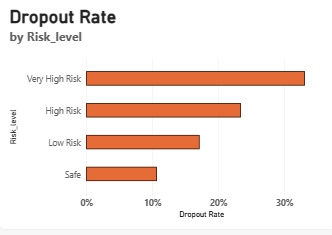 Dropout Rate
by Risk_level
Risk_level
Very High Risk
High Risk
Low Risk
Safe
0% 10% 20% 30%
Dropout Rate